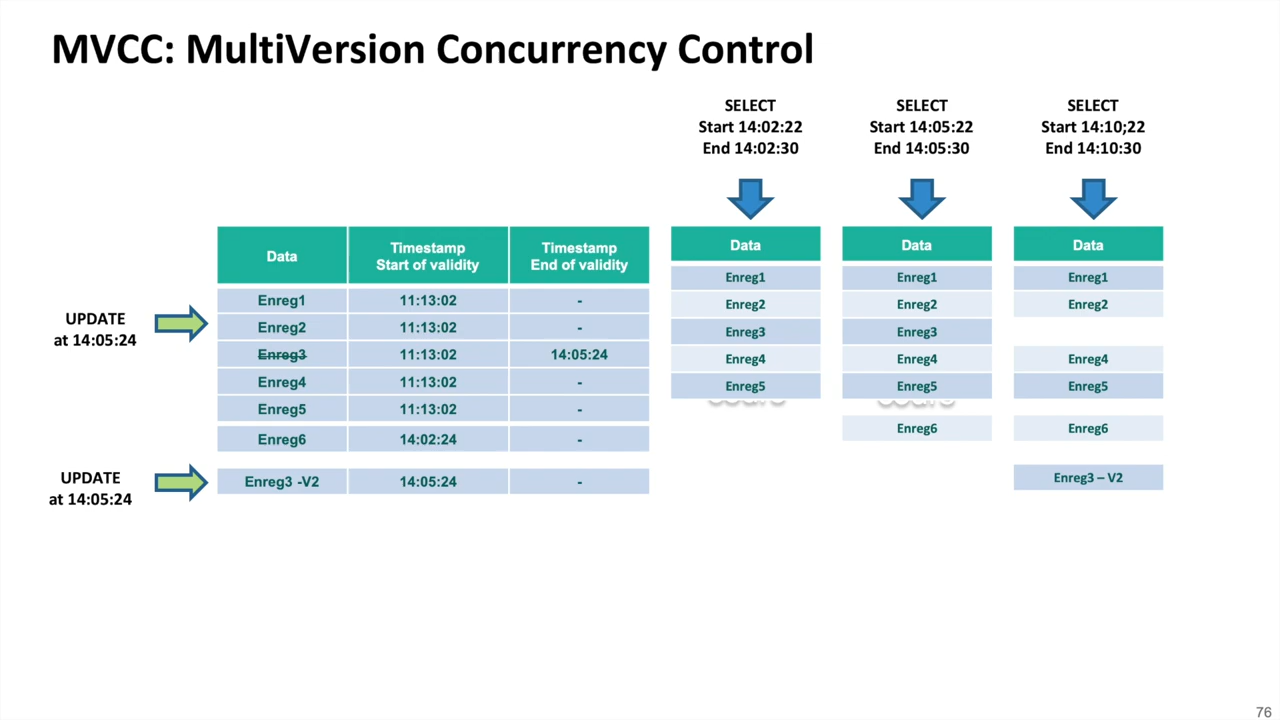 MVCC: MultiVersion Concurrency Control
SELECT
Start 14:02:22
End 14:02:30
SELECT
Start 14:05:22
End 14:05:30
SELECT
Start 14:10;22
End 14:10:30
UPDATE
at 14:05:24
UPDATE
at 14:05:24
Data
Timestamp
Start of validity
Timestamp
End of validity
Enreg1 11:13:02 -
Enreg2 11:13:02 -
Enreg3 11:13:02 14:05:24
Enreg4 11:13:02 -
Enreg5 11:13:02 -
Enreg6 14:02:24 -
Enreg3 -V2 14:05:24 -
Data
Enreg1
Enreg2
Enreg3
Enreg4
Enreg5
Data
Enreg1
Enreg2
Enreg3
Enreg4
Enreg5
Enreg6
Data
Enreg1
Enreg2
Enreg4
Enreg5
Enreg6
Enreg3 – V2
76